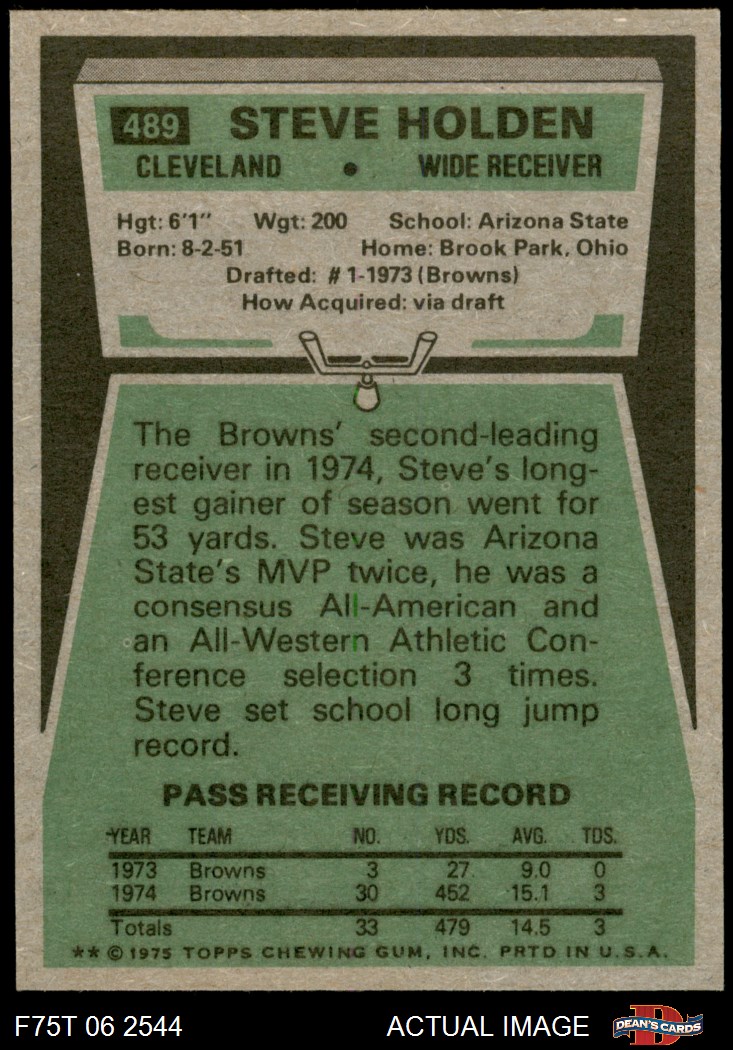 489 STEVE HOLDEN
CLEVELAND • WIDE RECEIVER
Hgt: 6'1" Wgt: 200 School: Arizona State
Born: 8-2-51 Home: Brook Park, Ohio
Drafted: #1-1973 (Browns)
How Acquired: via draft
The Browns' second-leading
receiver in 1974, Steve's long-
est gainer of season went for
53 yards. Steve was Arizona
State's MVP twice, he was a
consensus All-American and
an All-Western Athletic Con-
ference selection 3 times.
Steve set school long jump
record.
PASS RECEIVING RECORD
YEAR TEAM NO. YDS. AVG. TDS.
1973 Browns 3 27 9.0 0
1974 Browns 30 452 15.1 3
Totals 33 479 14.5 3
** © 1975 TOPPS CHEWING GUM, INC. PRTD IN U.S.A.
F75T 06 2544 ACTUAL IMAGE D DEAN'S CARDS